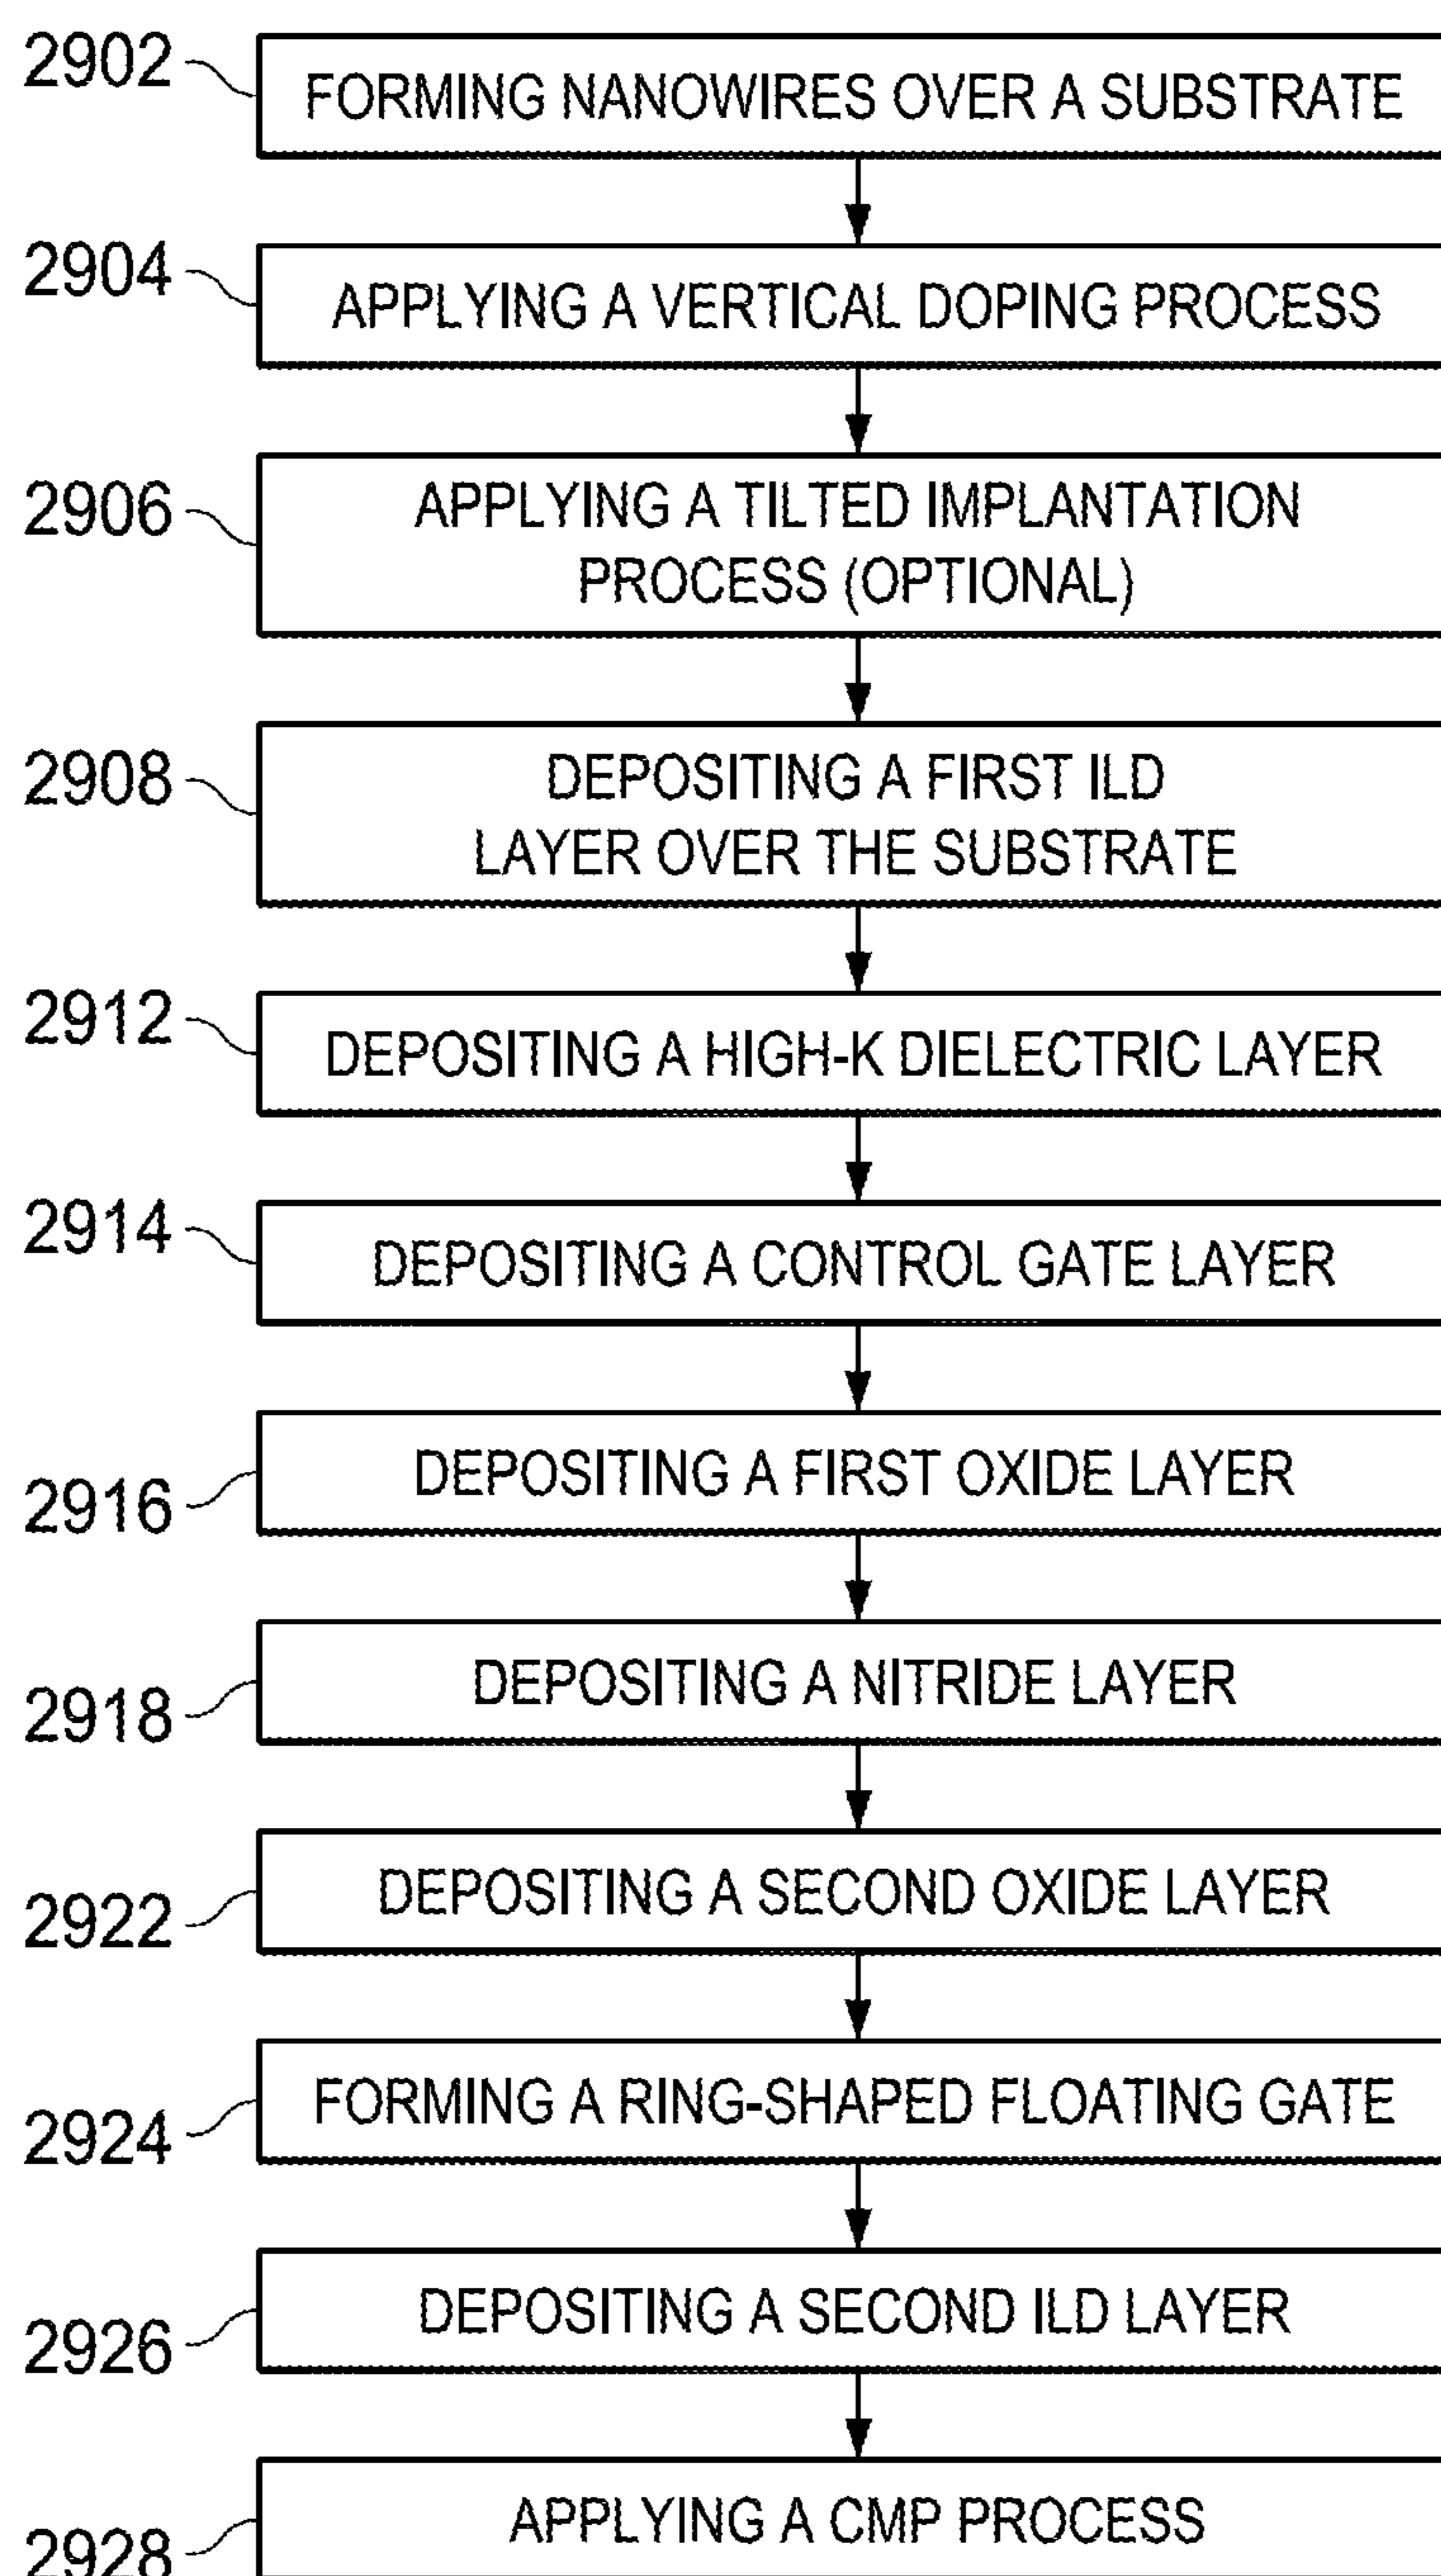 2902
FORMING NANOWIRES OVER A SUBSTRATE
2904
APPLYING A VERTICAL DOPING PROCESS
2906
APPLYING A TILTED IMPLANTATION
PROCESS (OPTIONAL)
2908
DEPOSITING A FIRST ILD
LAYER OVER THE SUBSTRATE
2912
DEPOSITING A HIGH-K DIELECTRIC LAYER
2914
DEPOSITING A CONTROL GATE LAYER
2916
DEPOSITING A FIRST OXIDE LAYER
2918
DEPOSITING A NITRIDE LAYER
2922
DEPOSITING A SECOND OXIDE LAYER
2924
FORMING A RING-SHAPED FLOATING GATE
2926
DEPOSITING A SECOND ILD LAYER
2928
APPLYING A CMP PROCESS